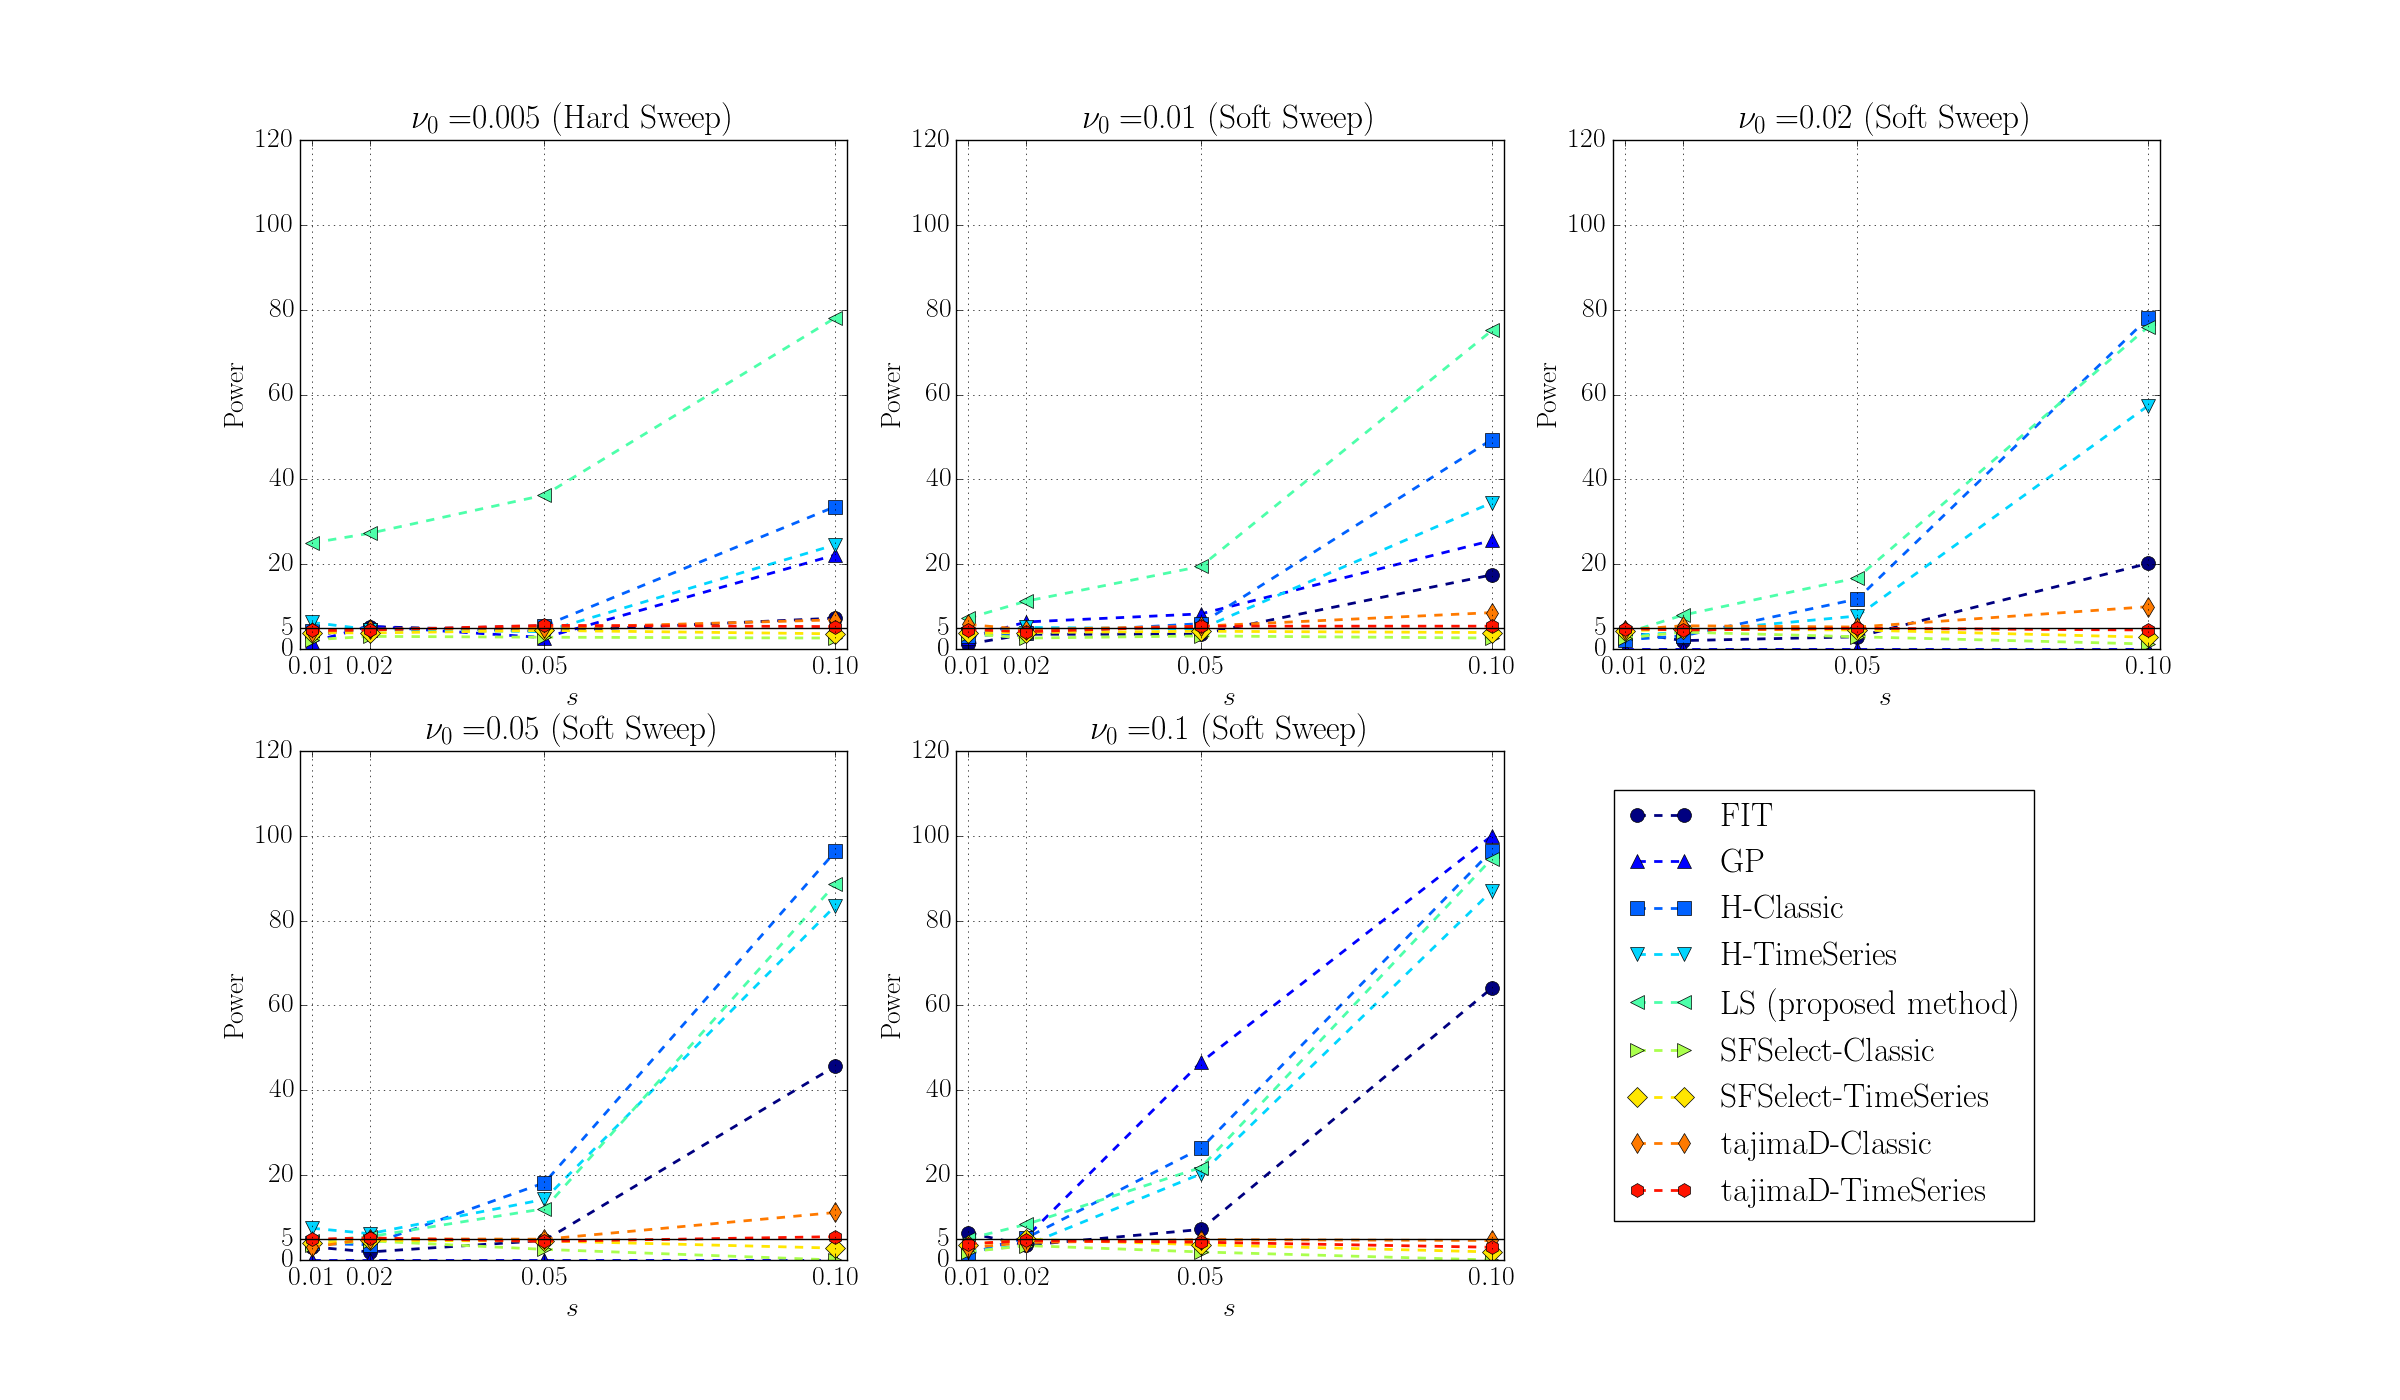 ν₀ =0.005 (Hard Sweep)
120
100
80
60
40
20
5
0
Power
0.01 0.02 0.05 0.10
s
ν₀ =0.01 (Soft Sweep)
120
100
80
60
40
20
5
0
Power
0.01 0.02 0.05 0.10
s
ν₀ =0.02 (Soft Sweep)
120
100
80
60
40
20
5
0
Power
0.01 0.02 0.05 0.10
s
ν₀ =0.05 (Soft Sweep)
120
100
80
60
40
20
5
0
Power
0.01 0.02 0.05 0.10
s
ν₀ =0.1 (Soft Sweep)
120
100
80
60
40
20
5
0
Power
0.01 0.02 0.05 0.10
s
FIT
GP
H-Classic
H-TimeSeries
LS (proposed method)
SFSelect-Classic
SFSelect-TimeSeries
tajimaD-Classic
tajimaD-TimeSeries